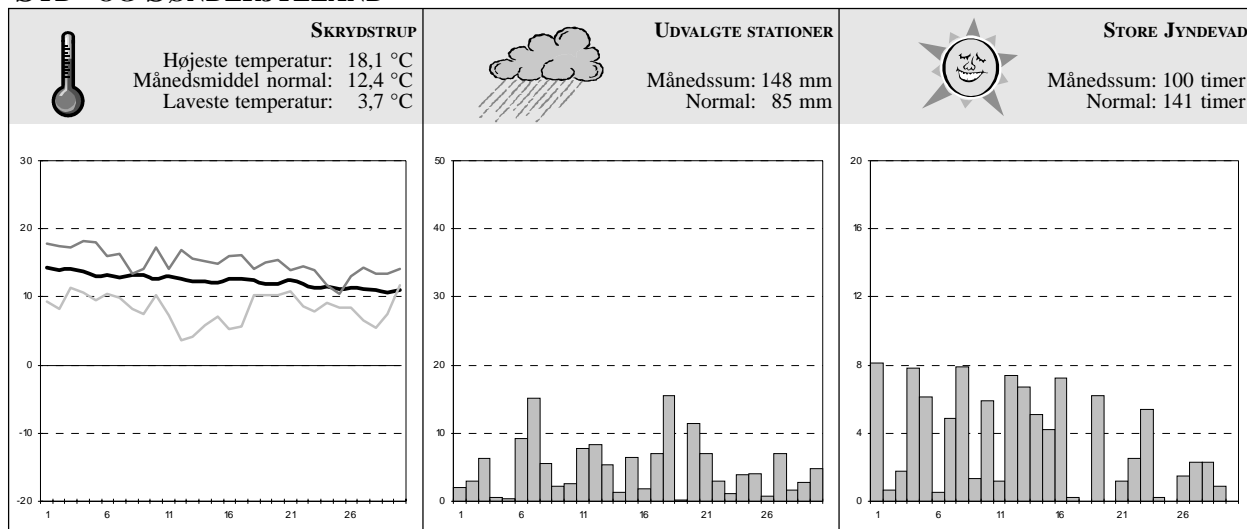 SYD- OG SØNDERJYLLAND
SKRYDSTRUP
Højeste temperatur: 18,1 °C
Månedsmiddel normal: 12,4 °C
Laveste temperatur: 3,7 °C
30
20
10
0
-10
-20
1 6 11 16 21 26
UDVALGTE STATIONER
Månedssum: 148 mm
Normal: 85 mm
50
40
30
20
10
0
1 6 11 16 21 26
STORE JYNDEVAD
Månedssum: 100 timer
Normal: 141 timer
20
16
12
8
4
0
1 6 11 16 21 26